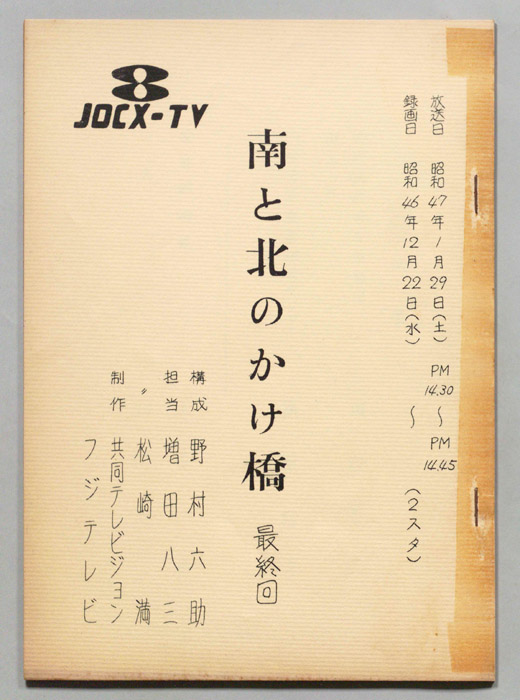 放送日 昭和47年1月29日(土) PM 14.30 〜 PM 14.45
録画日 昭和46年12月22日(水) 〜 (2スタ)
南と北のかけ橋 最終回
8
JOCX-TV
構成 野村六助
担当 増田八三
〃 松崎満
制作 共同テレビジョン
フジテレビ